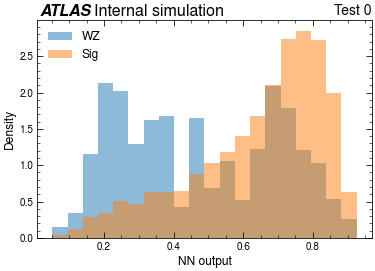 ATLAS Internal simulation
Test 0
WZ
Sig
Density
2.5
2.0
1.5
1.0
0.5
0.0
0.2 0.4 0.6 0.8
NN output